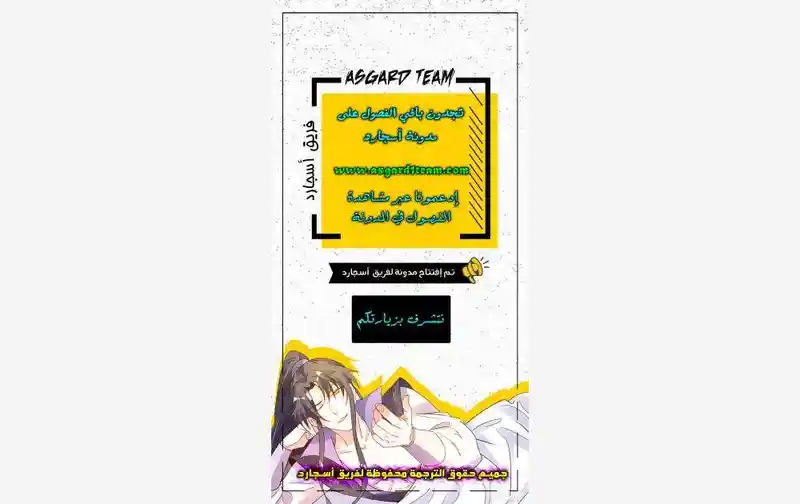 ASGARD TEAM
فريق أسجارد
تجدون باقي الفصول على
مدونة أسجارد
www.asgard1team.com
إدعمونا عبر مشاهدة
الفصول في المدونة
تم إفتتاح مدونة لفريق أسجارد
نتشرف بزيارتكم
جميع حقوق الترجمة محفوظة لفريق أسجارد